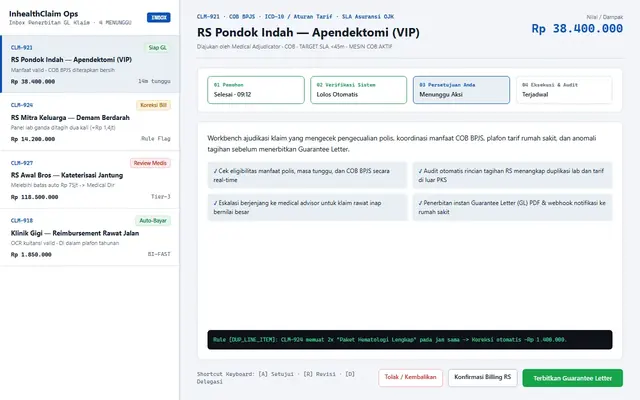 InhealthClaim Ops
Inbox Penerbitan GL Klaim · 4 MENUNGGU
INBOX
CLM-921
Siap GL
RS Pondok Indah — Apendektomi (VIP)
Manfaat valid · COB BPJS diterapkan bersih
Rp 38.400.000
14m tunggu
CLM-924
Koreksi Bill
RS Mitra Keluarga — Demam Berdarah
Panel lab ganda ditagih dua kali (+Rp 1,4jt)
Rp 14.200.000
Rule Flag
CLM-927
Review Medis
RS Awal Bros — Kateterisasi Jantung
Melebihi batas auto Rp 75jt -> Medical Dir
Rp 118.500.000
Tier-3
CLM-918
Auto-Bayar
Klinik Gigi — Reimbursement Rawat Jalan
OCR kuitansi valid · Di dalam plafon tahunan
Rp 1.850.000
BI-FAST
CLM-921 · COB BPJS · ICD-10 / Aturan Tarif · SLA Asuransi OJK
RS Pondok Indah — Apendektomi (VIP)
Diajukan oleh Medical Adjudicator · COB · TARGET SLA <45m · MESIN COB AKTIF
Nilai / Dampak
Rp 38.400.000
01 Pemohon
Selesai · 09:12
02 Verifikasi Sistem
Lolos Otomatis
03 Persetujuan Anda
Menunggu Aksi
04 Eksekusi & Audit
Terjadwal
Workbench ajudikasi klaim yang mengecek pengecualian polis, koordinasi manfaat COB BPJS, plafon tarif rumah sakit, dan anomali
tagihan sebelum menerbitkan Guarantee Letter.
✓ Cek eligibilitas manfaat polis, masa tunggu, dan COB BPJS secara
real-time
✓ Audit otomatis rincian tagihan RS menangkap duplikasi lab dan tarif
di luar PKS
✓ Eskalasi berjenjang ke medical advisor untuk klaim rawat inap
bernilai besar
✓ Penerbitan instan Guarantee Letter (GL) PDF & webhook notifikasi ke
rumah sakit
Rule [DUP_LINE_ITEM]: CLM-924 memuat 2x "Paket Hematologi Lengkap" pada jam sama -> Koreksi otomatis -Rp 1.400.000.
Shortcut Keyboard: [A] Setujui · [R] Revisi · [D]
Delegasi
Tolak / Kembalikan
Konfirmasi Billing RS
Terbitkan Guarantee Letter